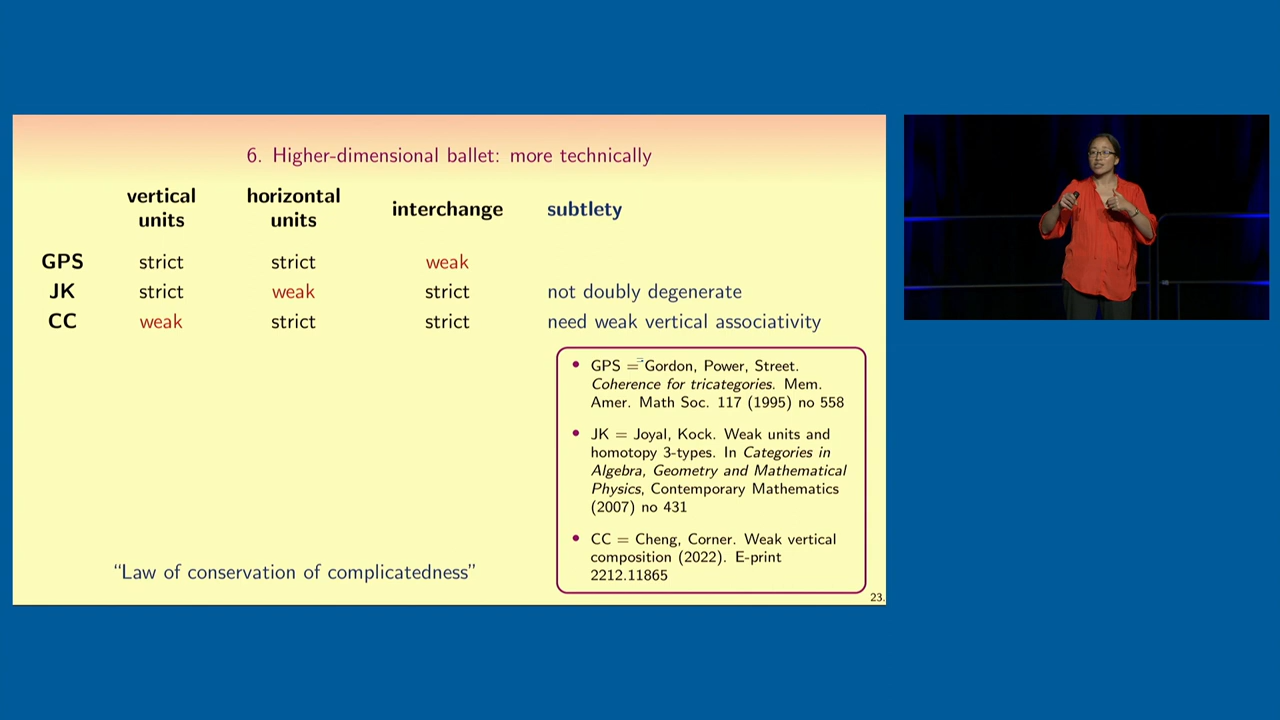 6. Higher-dimensional ballet: more technically
vertical units
horizontal units
interchange
subtlety
GPS strict strict weak
JK strict weak strict not doubly degenerate
CC weak strict strict need weak vertical associativity
• GPS = Gordon, Power, Street.
Coherence for tricategories. Mem.
Amer. Math Soc. 117 (1995) no 558
• JK = Joyal, Kock. Weak units and
homotopy 3-types. In Categories in
Algebra, Geometry and Mathematical
Physics, Contemporary Mathematics
(2007) no 431
• CC = Cheng, Corner. Weak vertical
composition (2022). E-print
2212.11865
“Law of conservation of complicatedness”
23.